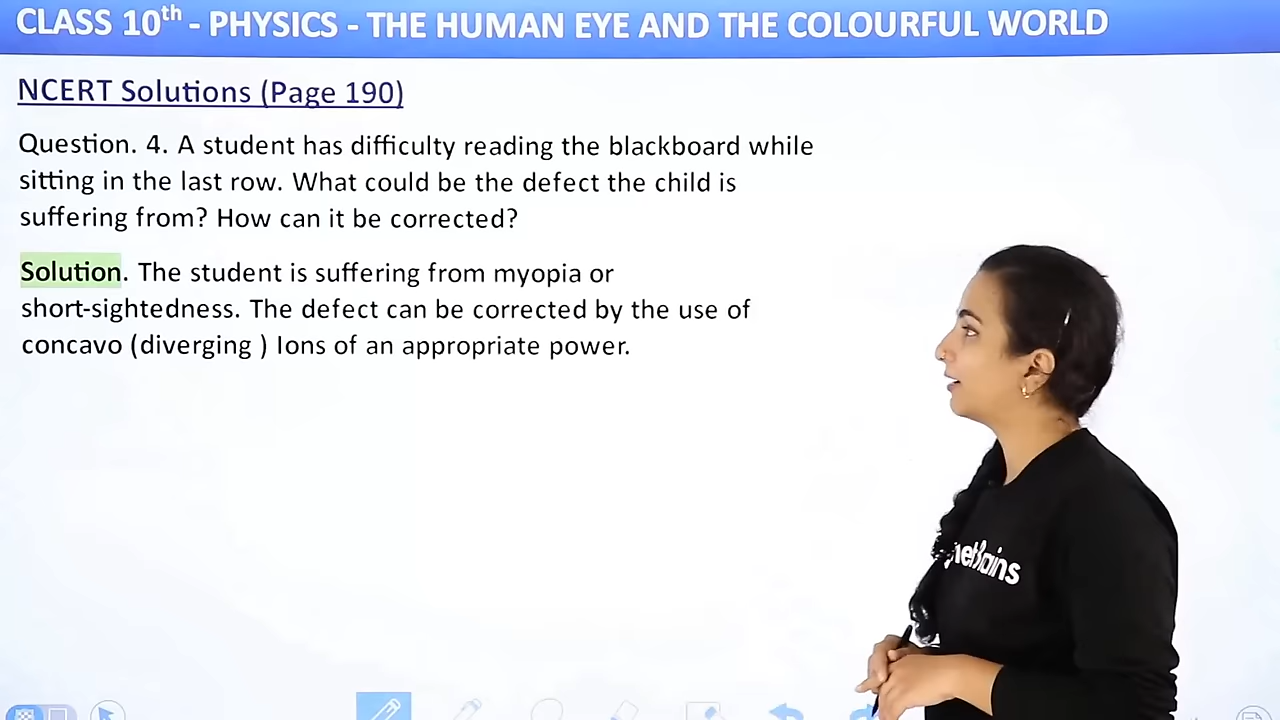 CLASS 10th - PHYSICS - THE HUMAN EYE AND THE COLOURFUL WORLD
NCERT Solutions (Page 190)
Question. 4. A student has difficulty reading the blackboard while
sitting in the last row. What could be the defect the child is
suffering from? How can it be corrected?
Solution. The student is suffering from myopia or
short-sightedness. The defect can be corrected by the use of
concavo (diverging ) Ions of an appropriate power.